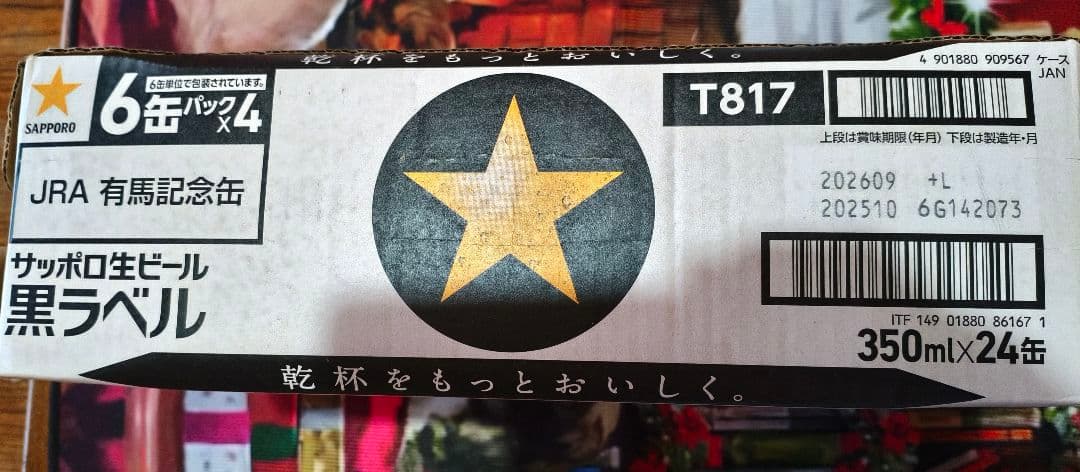 乾杯をもっとおいしく。
4 901880 909567 ケース
JAN
SAPPORO
6缶単位で包装されています。
6缶パック×4
T817
上段は賞味期限(年月) 下段は製造年・月
JRA 有馬記念缶
202609 +L
202510 6G142073
サッポロ生ビール
黒ラベル
ITF 149 01880 86167 1
350ml×24缶
乾杯をもっとおいしく。